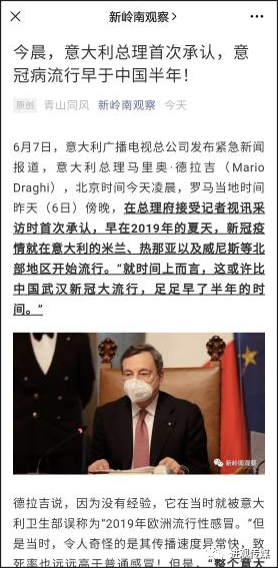 新岭南观察>
今晨，意大利总理首次承认，意
冠病流行早于中国半年！
原创 青山同风 新岭南观察 今天
6月7日，意大利广播电视总公司发布紧急新
闻报道，意大利总理马里奥·德拉吉（Mario
Draghi），北京时间今天凌晨，罗马当地时间
昨天（6日）傍晚，在总理府接受记者视讯采
访时首次承认，早在2019年的夏天，新冠疫
情就在意大利的米兰、热那亚以及威尼斯等北
部地区开始流行。“就时间上而言，这或许比
中国武汉新冠大流行，足足早了半年的时
间。”
新岭南观察
德拉吉说，因为没有经验，它在当时就被意大
利卫生部误称为“2019年欧洲流行性感冒。”但
是当时，令人奇怪的是其传播速度异常快，致
死率也远远高于普通感冒！但是，“整个意大
进观传媒